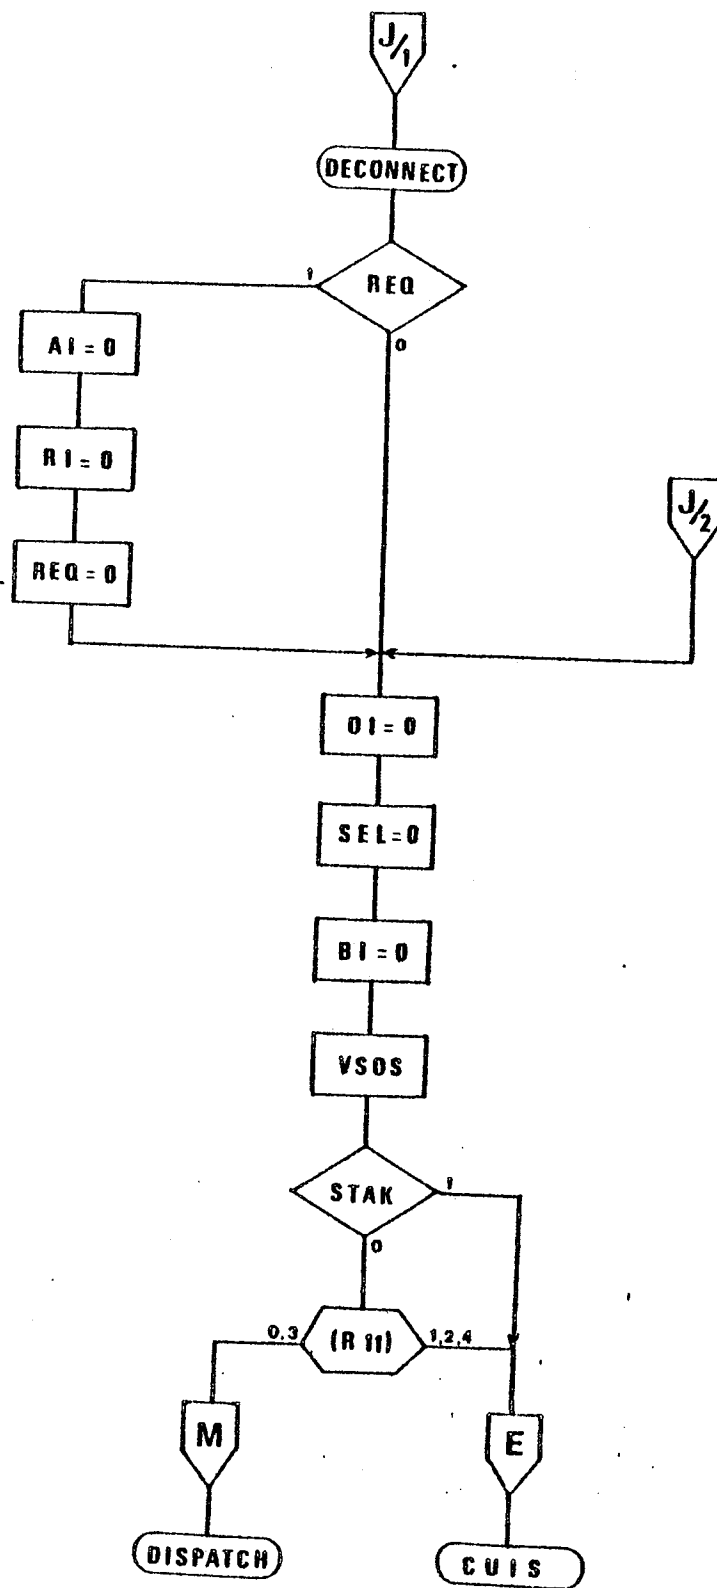 J/1
DECONNECT
1
REQ
0
AI = 0
RI = 0
J/2
REQ = 0
OI = 0
SEL = 0
BI = 0
VSOS
STAK
1
0
0,3
(R 11)
1,2,4
M
E
DISPATCH
CUIS